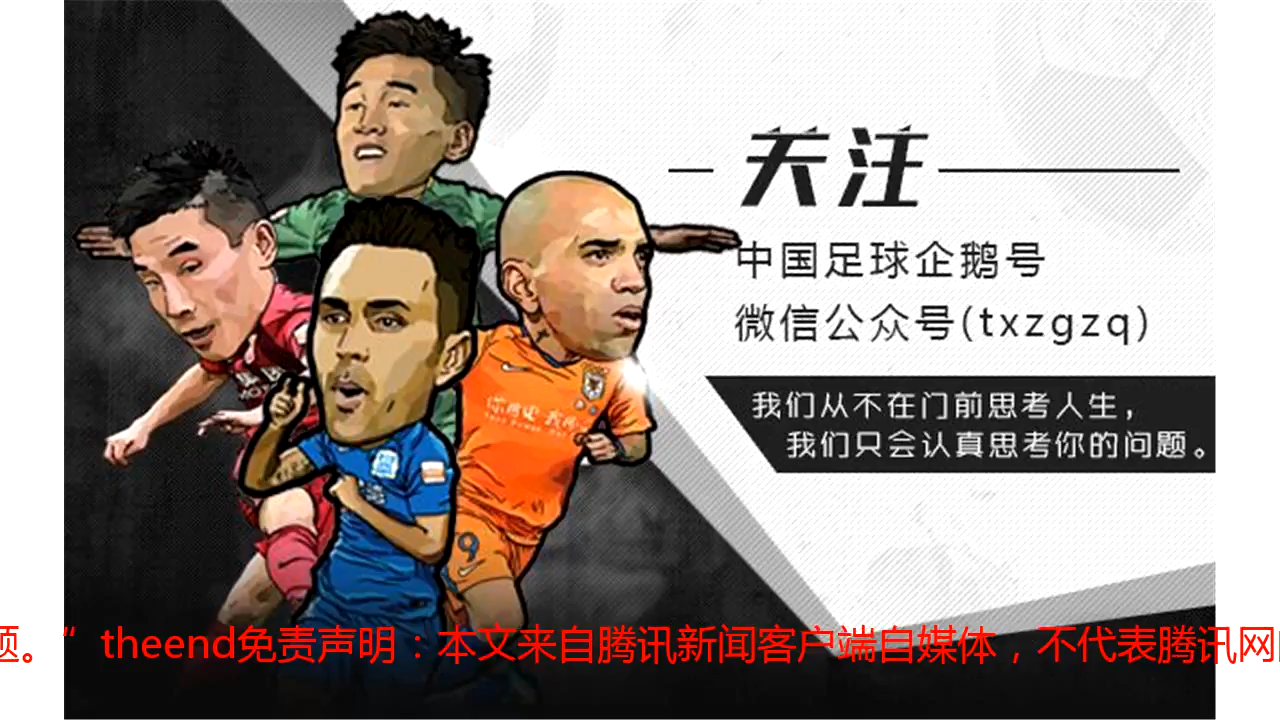 关注
中国足球企鹅号
微信公众号(txzgzq)
我们从不在门前思考人生，
我们只会认真思考你的问题。
9
题。”theend免责声明：本文来自腾讯新闻客户端自媒体，不代表腾讯网